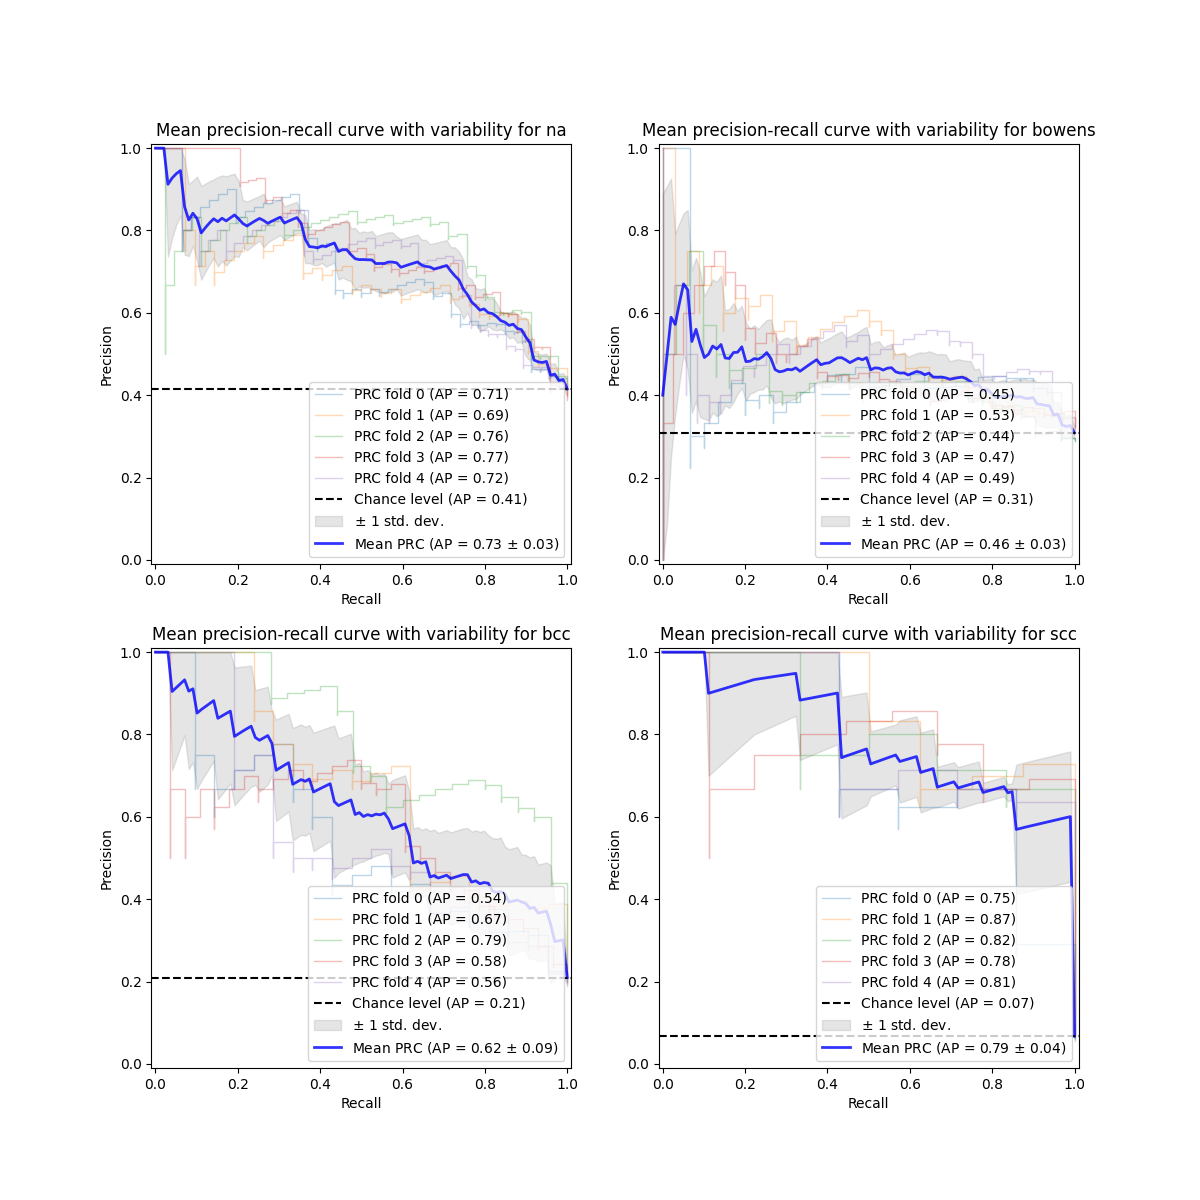 Mean precision-recall curve with variability for na
1.0
0.8
0.6
0.4
0.2
0.0
Precision
PRC fold 0 (AP = 0.71)
PRC fold 1 (AP = 0.69)
PRC fold 2 (AP = 0.76)
PRC fold 3 (AP = 0.77)
PRC fold 4 (AP = 0.72)
Chance level (AP = 0.41)
± 1 std. dev.
Mean PRC (AP = 0.73 ± 0.03)
0.0 0.2 0.4 0.6 0.8 1.0
Recall
Mean precision-recall curve with variability for bowens
1.0
0.8
0.6
0.4
0.2
0.0
Precision
PRC fold 0 (AP = 0.45)
PRC fold 1 (AP = 0.53)
PRC fold 2 (AP = 0.44)
PRC fold 3 (AP = 0.47)
PRC fold 4 (AP = 0.49)
Chance level (AP = 0.31)
± 1 std. dev.
Mean PRC (AP = 0.46 ± 0.03)
0.0 0.2 0.4 0.6 0.8 1.0
Recall
Mean precision-recall curve with variability for bcc
1.0
0.8
0.6
0.4
0.2
0.0
Precision
PRC fold 0 (AP = 0.54)
PRC fold 1 (AP = 0.67)
PRC fold 2 (AP = 0.79)
PRC fold 3 (AP = 0.58)
PRC fold 4 (AP = 0.56)
Chance level (AP = 0.21)
± 1 std. dev.
Mean PRC (AP = 0.62 ± 0.09)
0.0 0.2 0.4 0.6 0.8 1.0
Recall
Mean precision-recall curve with variability for scc
1.0
0.8
0.6
0.4
0.2
0.0
Precision
PRC fold 0 (AP = 0.75)
PRC fold 1 (AP = 0.87)
PRC fold 2 (AP = 0.82)
PRC fold 3 (AP = 0.78)
PRC fold 4 (AP = 0.81)
Chance level (AP = 0.07)
± 1 std. dev.
Mean PRC (AP = 0.79 ± 0.04)
0.0 0.2 0.4 0.6 0.8 1.0
Recall